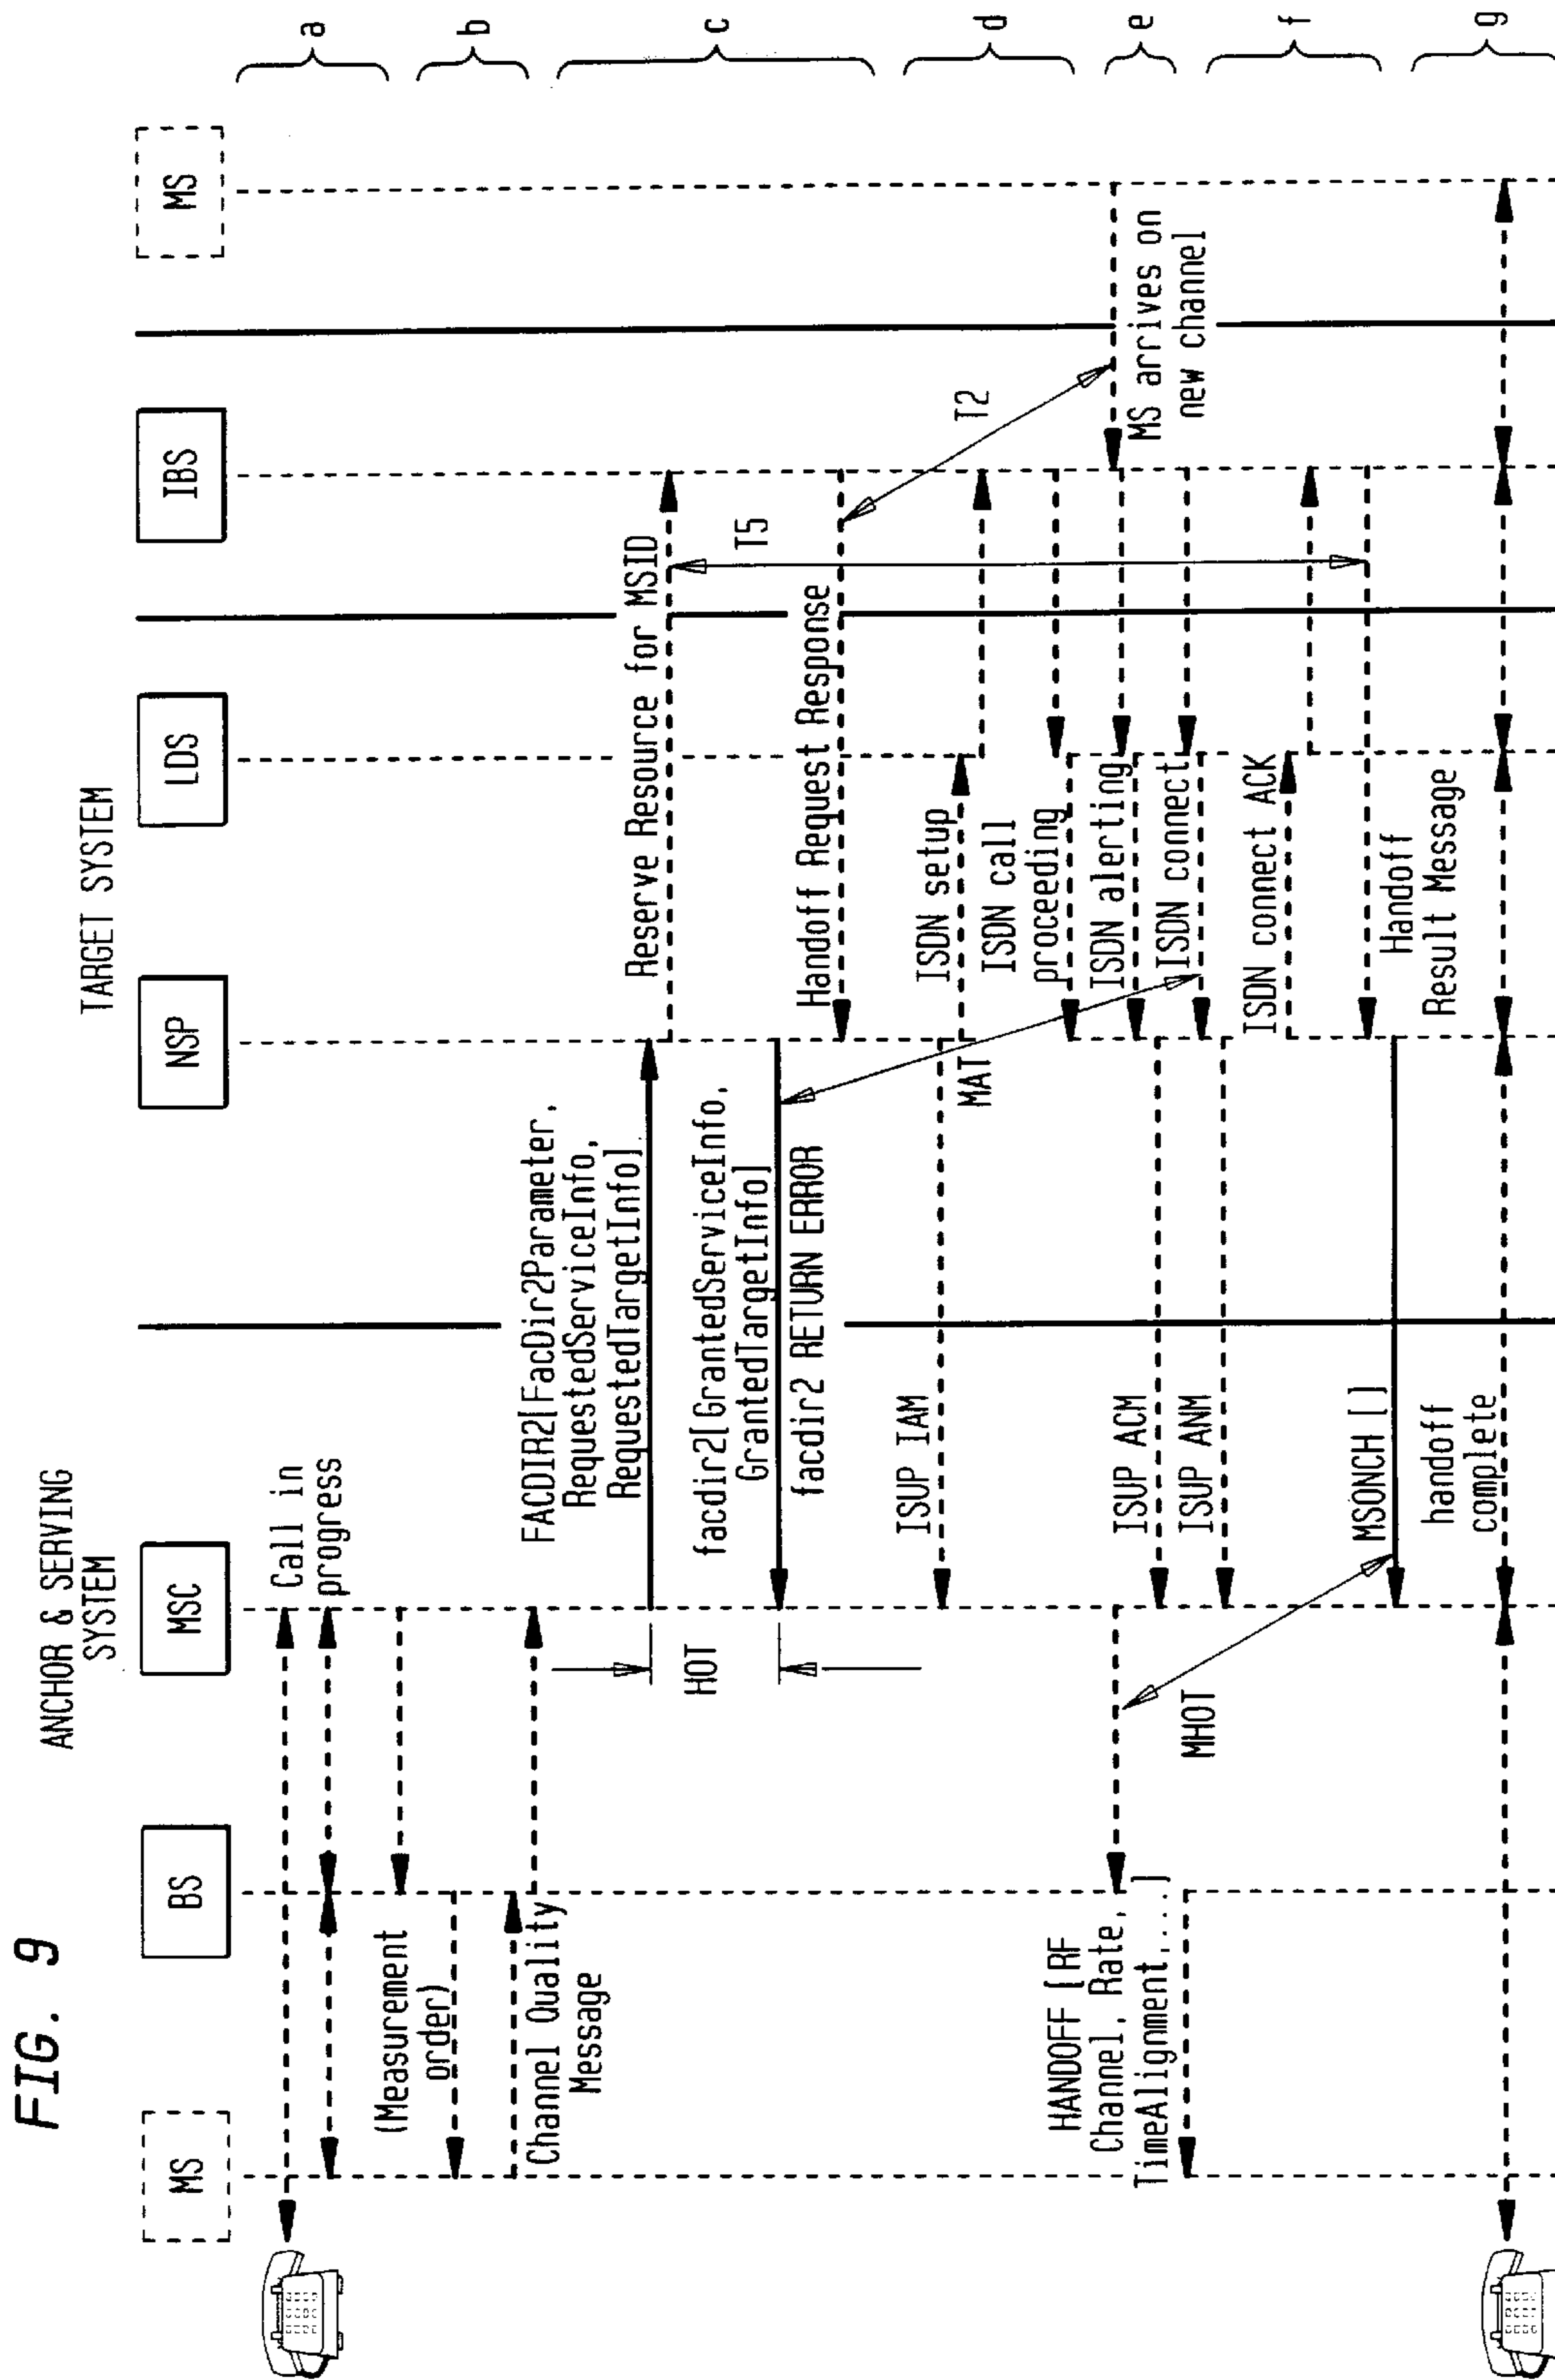 FIG. 9
ANCHOR & SERVING
SYSTEM
TARGET SYSTEM
MS
BS
MSC
NSP
LDS
IBS
MS
a
Call in
progress
b
(Measurement
order)
Channel Quality
Message
c
FACDIR2[FacDir2Parameter,
RequestedServiceInfo,
RequestedTargetInfo]
Reserve Resource for MSID
HOT
facdir2[GrantedServiceInfo,
GrantedTargetInfo]
facdir2 RETURN ERROR
Handoff Request Response
T5
T2
d
ISUP IAM
MAT
ISDN setup
ISDN call
proceeding
e
HANDOFF [RF
Channel, Rate,
TimeAlignment,....]
MHOT
ISUP ACM
ISUP ANM
ISDN alerting
ISDN connect
MS arrives on
new channel
f
ISDN connect ACK
MSONCH []
Handoff
Result Message
g
handoff
complete